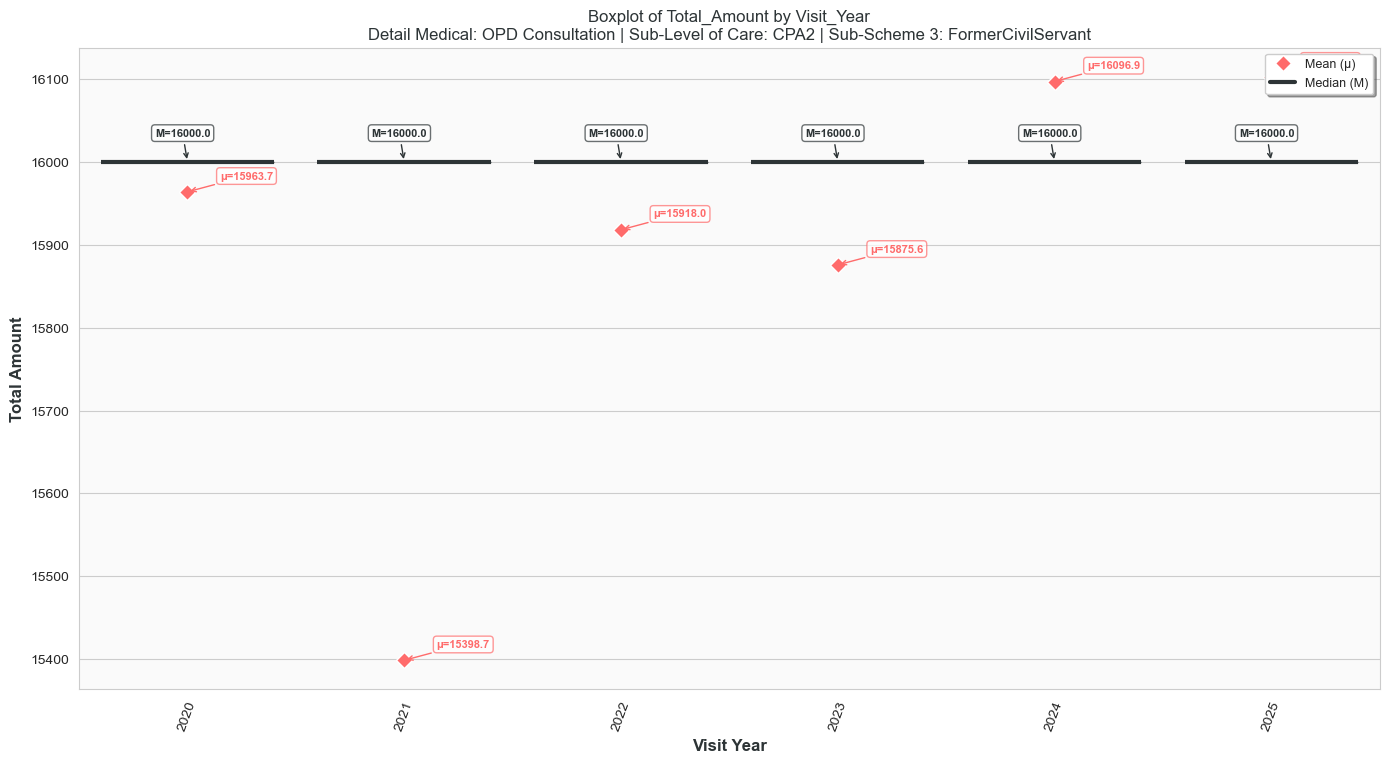 Boxplot of Total_Amount by Visit_Year
Detail Medical: OPD Consultation | Sub-Level of Care: CPA2 | Sub-Scheme 3: FormerCivilServant
Mean (μ)
Median (M)
Total Amount
16100
16000
15900
15800
15700
15600
15500
15400
μ=16096.9
M=16000.0
M=16000.0
M=16000.0
M=16000.0
M=16000.0
M=16000.0
μ=15963.7
μ=15918.0
μ=15875.6
μ=15398.7
2020
2021
2022
2023
2024
2025
Visit Year